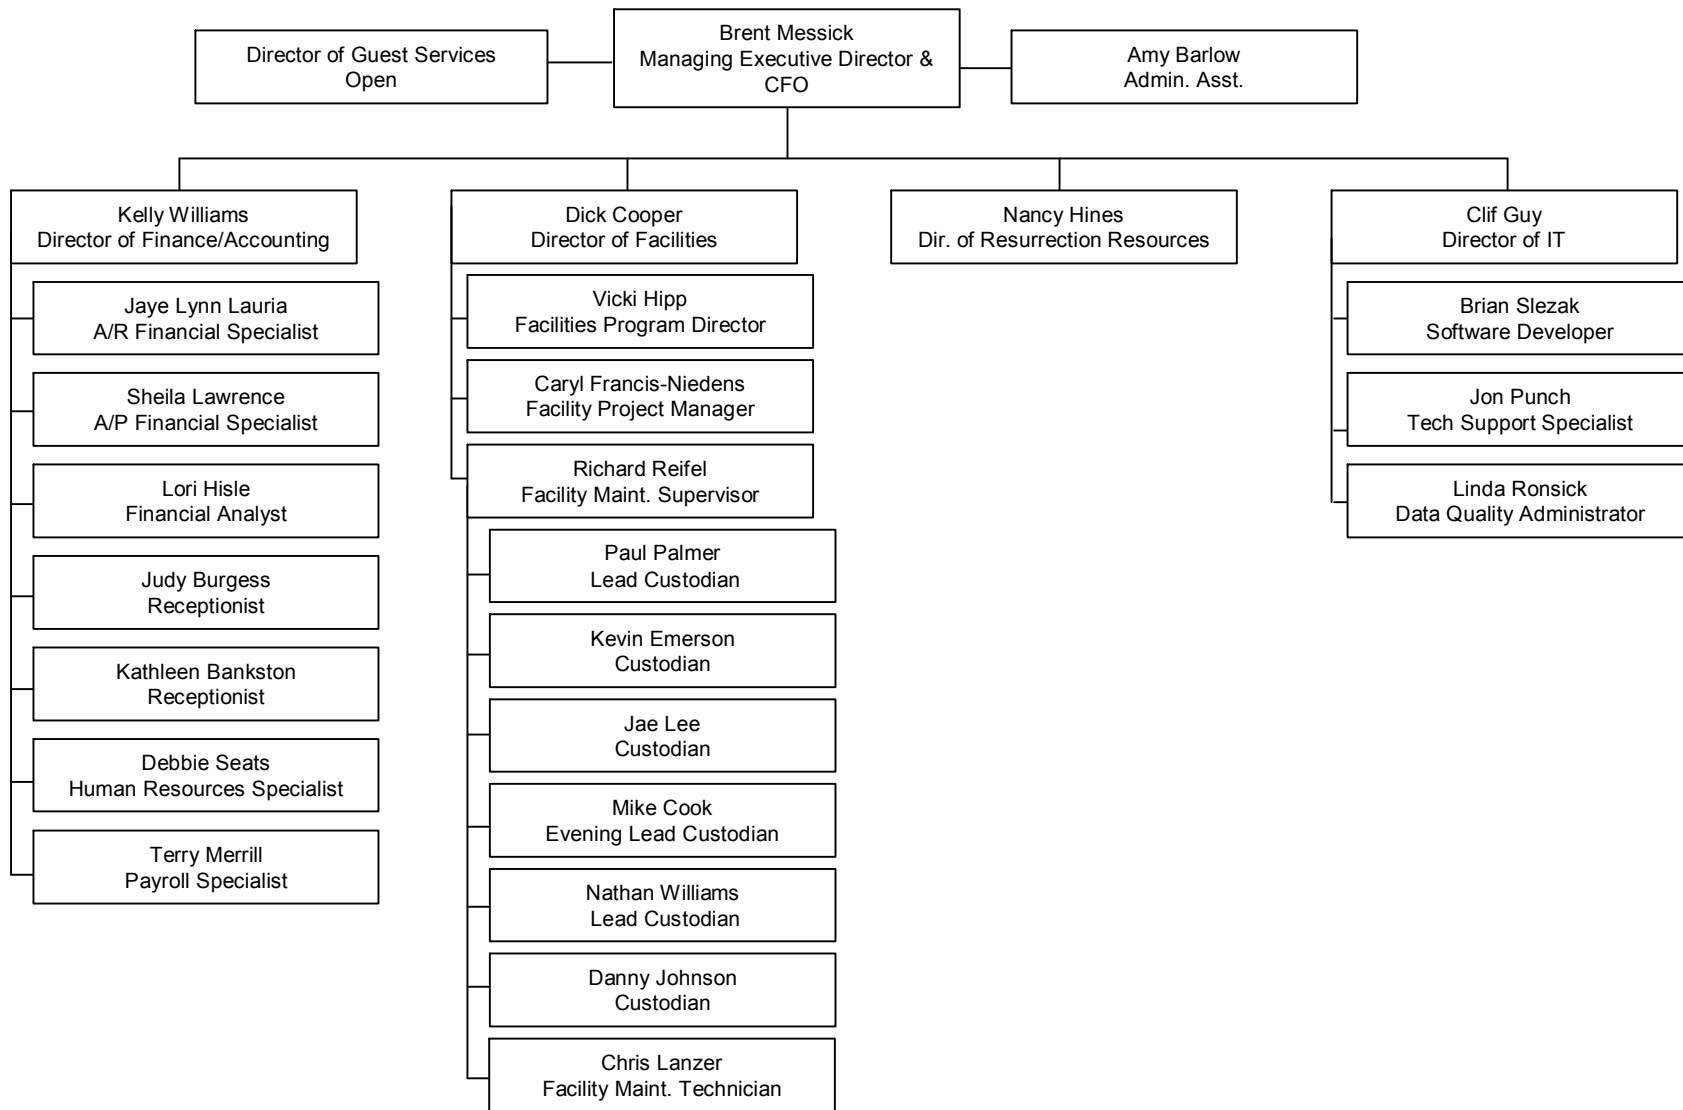 Director of Guest Services
Open
Brent Messick
Managing Executive Director &
CFO
Amy Barlow
Admin. Asst.
Kelly Williams
Director of Finance/Accounting
Jaye Lynn Lauria
A/R Financial Specialist
Sheila Lawrence
A/P Financial Specialist
Lori Hisle
Financial Analyst
Judy Burgess
Receptionist
Kathleen Bankston
Receptionist
Debbie Seats
Human Resources Specialist
Terry Merrill
Payroll Specialist
Dick Cooper
Director of Facilities
Vicki Hipp
Facilities Program Director
Caryl Francis-Niedens
Facility Project Manager
Richard Reifel
Facility Maint. Supervisor
Paul Palmer
Lead Custodian
Kevin Emerson
Custodian
Jae Lee
Custodian
Mike Cook
Evening Lead Custodian
Nathan Williams
Lead Custodian
Danny Johnson
Custodian
Chris Lanzer
Facility Maint. Technician
Nancy Hines
Dir. of Resurrection Resources
Clif Guy
Director of IT
Brian Slezak
Software Developer
Jon Punch
Tech Support Specialist
Linda Ronsick
Data Quality Administrator